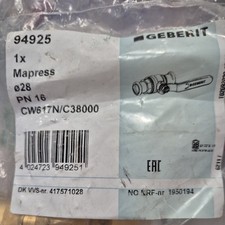 94925
GEBERIT
1x
Mapress
ø28
PN 16
CW617N/C38000
4 024723 949251
EAC
DK VVS-nr. 417571028
NO NRF-nr. 1950194